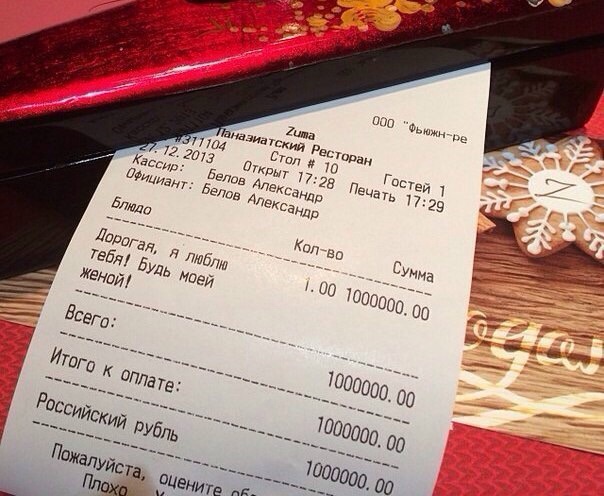 ООО "Фьюжн-ре
Zuma
Паназиатский Ресторан
#311104 Стол # 10 Гостей 1
27.12.2013 Открыт 17:28 Печать 17:29
Кассир: Белов Александр
Официант: Белов Александр
Блюдо Кол-во Сумма
Дорогая, я люблю
тебя! Будь моей
женой! 1.00 1000000.00
Всего: 1000000.00
Итого к оплате: 1000000.00
Российский рубль 1000000.00
Пожалуйста, оцените
Плохо